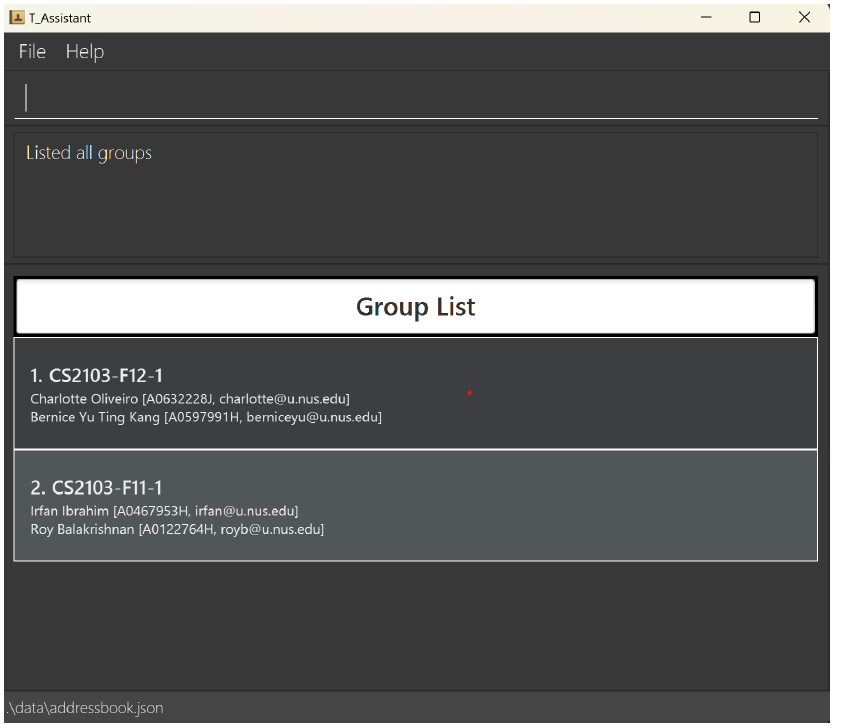 T_Assistant
File Help
Listed all groups
Group List
1. CS2103-F12-1
Charlotte Oliveiro [A0632228J, charlotte@u.nus.edu]
Bernice Yu Ting Kang [A0597991H, berniceyu@u.nus.edu]
2. CS2103-F11-1
Irfan Ibrahim [A0467953H, irfan@u.nus.edu]
Roy Balakrishnan [A0122764H, royb@u.nus.edu]
.\data\addressbook.json